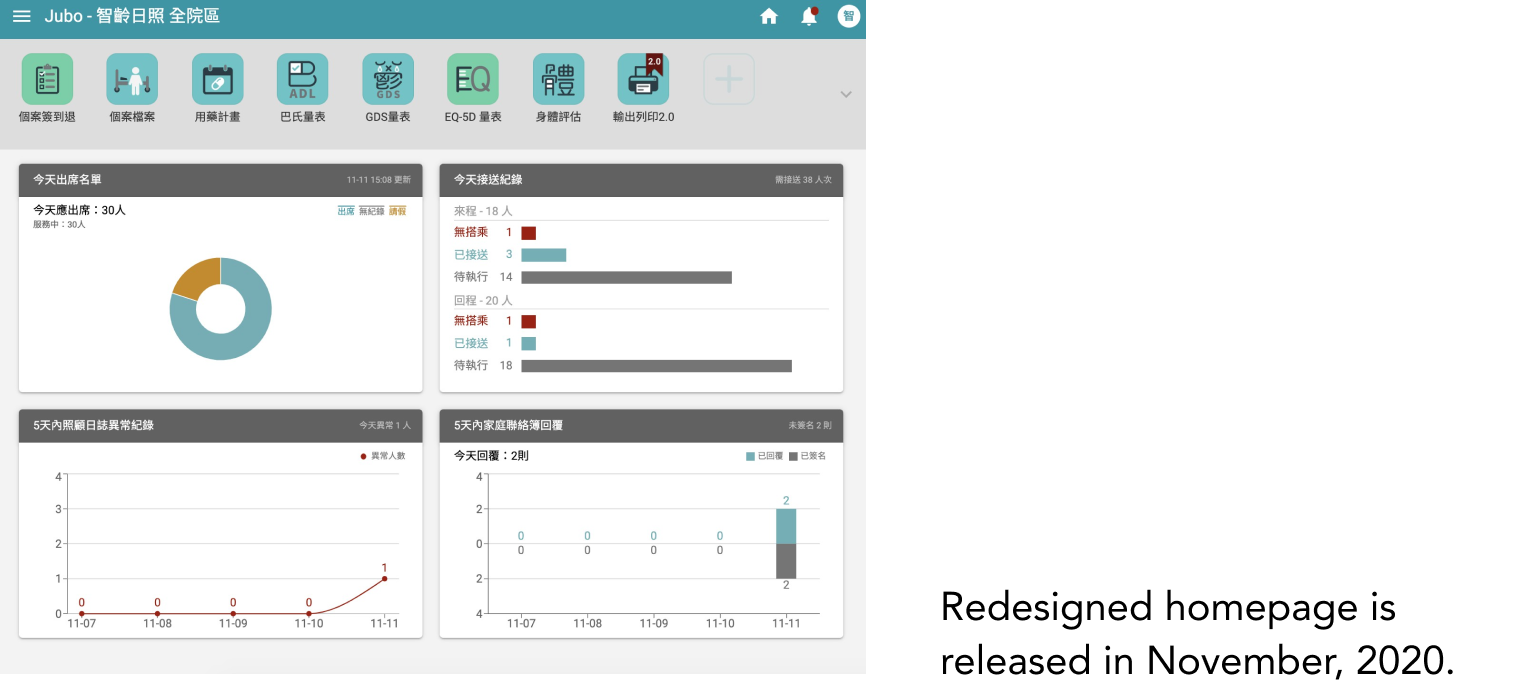 Jubo - 智齡日照 全院區
智
ADL
GDS
EQ
體
2.0
個案簽到退
個案檔案
用藥計畫
巴氏量表
GDS量表
EQ-5D 量表
身體評估
輸出列印2.0
今天出席名單
11-11 15:08 更新
今天應出席：30人
服務中：30人
出席 無紀錄 請假
今天接送紀錄
需接送 38 人次
來程 - 18 人
無搭乘 1
已接送 3
待執行 14
回程 - 20 人
無搭乘 1
已接送 1
待執行 18
5天內照顧日誌異常紀錄
今天異常 1 人
異常人數
4
3
2
1
0
0 0 0 0 1
11-07 11-08 11-09 11-10 11-11
5天內家庭聯絡簿回覆
未簽名 2 則
今天回覆：2則
已回覆 已簽名
4
2
0
2
4
0 0 0 0 2
0 0 0 0 2
11-07 11-08 11-09 11-10 11-11
Redesigned homepage is
released in November, 2020.